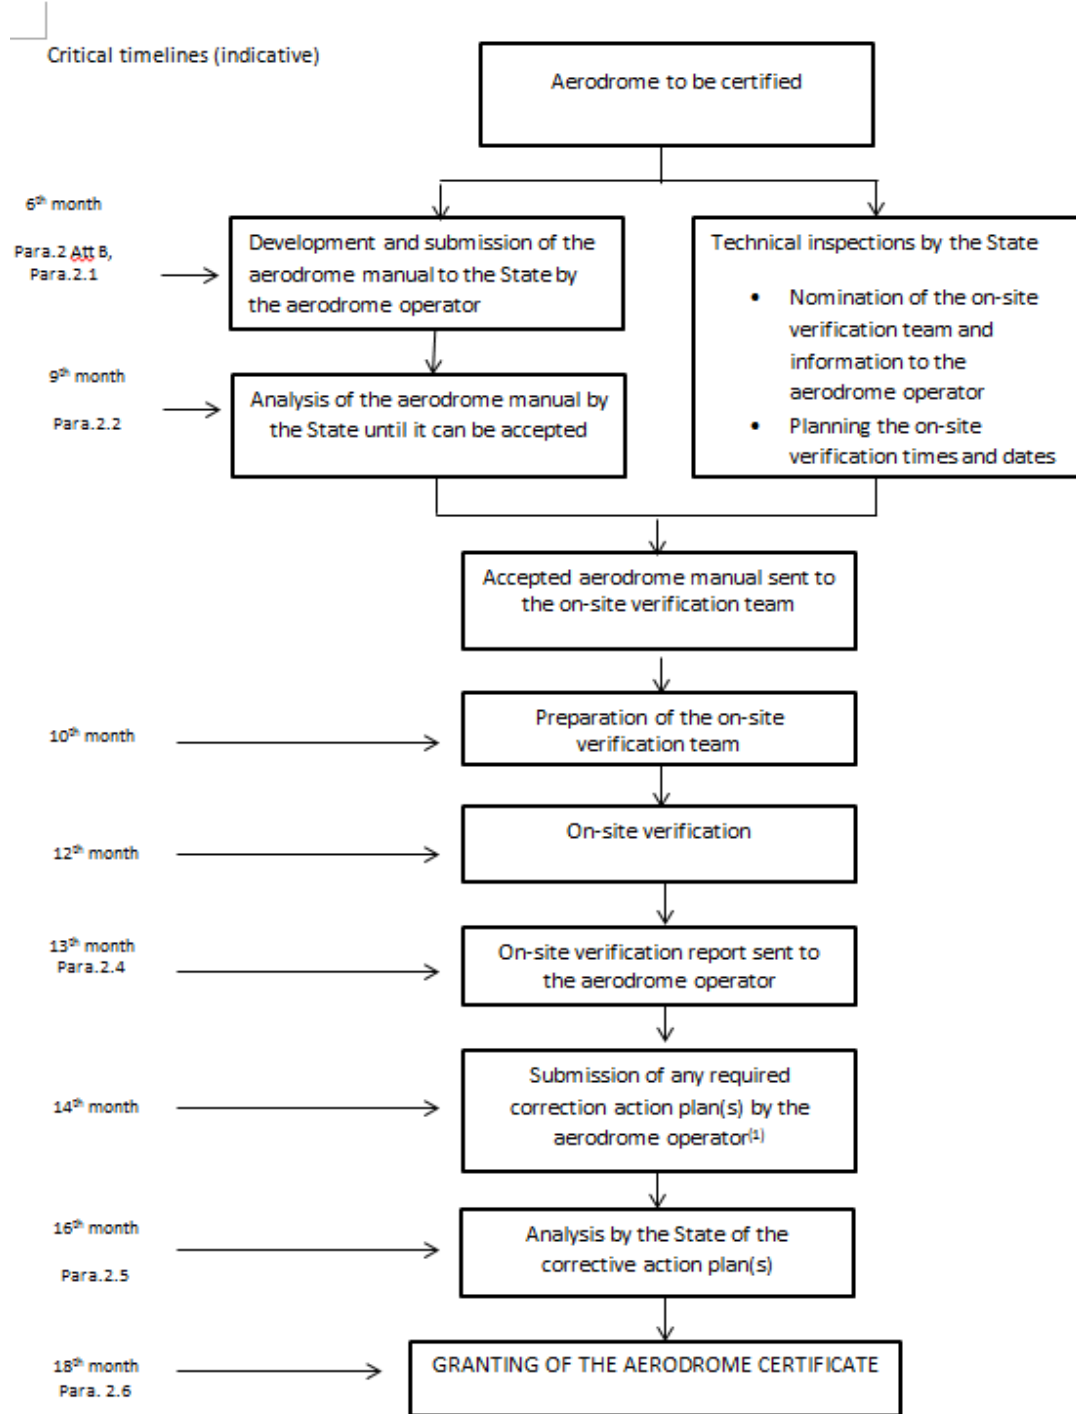 Critical timelines (indicative)
Aerodrome to be certified
6th month
Para.2 Att B,
Para.2.1
Development and submission of the
aerodrome manual to the State by
the aerodrome operator
Technical inspections by the State
• Nomination of the on-site
verification team and
information to the
aerodrome operator
• Planning the on-site
verification times and dates
9th month
Para.2.2
Analysis of the aerodrome manual by
the State until it can be accepted
Accepted aerodrome manual sent to
the on-site verification team
10th month
Preparation of the on-site
verification team
12th month
On-site verification
13th month
Para.2.4
On-site verification report sent to
the aerodrome operator
14th month
Submission of any required
correction action plan(s) by the
aerodrome operator(1)
16th month
Para.2.5
Analysis by the State of the
corrective action plan(s)
18th month
Para. 2.6
GRANTING OF THE AERODROME CERTIFICATE